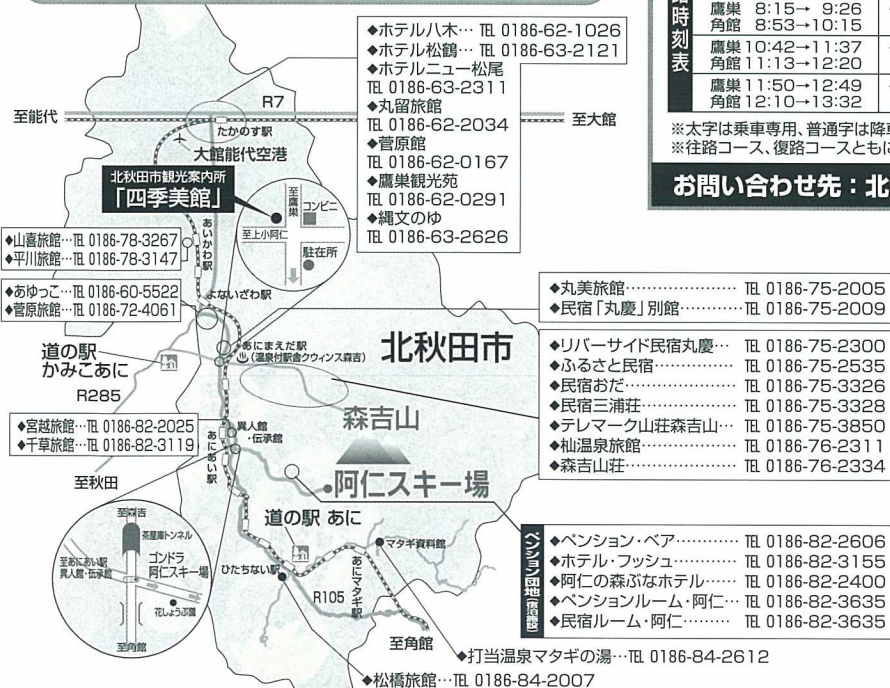 ◆ホテル八木… TEL 0186-62-1026
◆ホテル松鶴… TEL 0186-63-2121
◆ホテルニュー松尾
TEL 0186-63-2311
◆丸留旅館
TEL 0186-62-2034
◆菅原館
TEL 0186-62-0167
◆鷹巣観光苑
TEL 0186-62-0291
◆縄文のゆ
TEL 0186-63-2626
刻表
鷹巣 8:15→ 9:26
角館 8:53→10:15
鷹巣10:42→11:37
角館11:13→12:20
鷹巣11:50→12:49
角館12:10→13:32
※太字は乗車専用、普通字は降
※往路コース、復路コースともに
お問い合わせ先：北
至能代
R7
至大館
たかのす駅
大館能代空港
北秋田市観光案内所
「四季美館」
至鷹巣
コンビニ
至上小阿仁
駐在所
あいかわ駅
◆山喜旅館…TEL 0186-78-3267
◆平川旅館…TEL 0186-78-3147
◆あゆっこ…TEL 0186-60-5522
◆菅原旅館…TEL 0186-72-4061
よないざわ駅
あにまえだ駅
(温泉付駅舎クウィンス森吉)
北秋田市
道の駅
かみこあに
R285
◆丸美旅館………………… TEL 0186-75-2005
◆民宿「丸慶」別館………… TEL 0186-75-2009
◆リバーサイド民宿丸慶… TEL 0186-75-2300
◆ふるさと民宿…………… TEL 0186-75-2535
◆民宿おだ………………… TEL 0186-75-3326
◆民宿三浦荘……………… TEL 0186-75-3328
◆テレマーク山荘森吉山… TEL 0186-75-3850
◆杣温泉旅館……………… TEL 0186-76-2311
◆森吉山荘………………… TEL 0186-76-2334
◆宮越旅館…TEL 0186-82-2025
◆千草旅館…TEL 0186-82-3119
異人館
・伝承館
あにあい駅
森吉山
阿仁スキー場
至秋田
至森吉
茶屋倉トンネル
至あにあい駅
異人館・伝承館
ゴンドラ
阿仁スキー場
花しょうぶ園
至角館
道の駅 あに
マタギ資料館
ひたちない駅
あにマタギ駅
R105
至角館
ペンション団地(宿泊施設)
◆ペンション・ベア………… TEL 0186-82-2606
◆ホテル・フッシュ………… TEL 0186-82-3155
◆阿仁の森ぶなホテル…… TEL 0186-82-2400
◆ペンションルーム・阿仁… TEL 0186-82-3635
◆民宿ルーム・阿仁……… TEL 0186-82-3635
◆打当温泉マタギの湯…TEL 0186-84-2612
◆松橋旅館…TEL 0186-84-2007